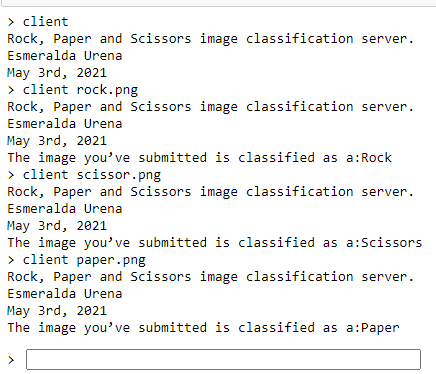 > client
Rock, Paper and Scissors image classification server.
Esmeralda Urena
May 3rd, 2021
> client rock.png
Rock, Paper and Scissors image classification server.
Esmeralda Urena
May 3rd, 2021
The image you’ve submitted is classified as a:Rock
> client scissor.png
Rock, Paper and Scissors image classification server.
Esmeralda Urena
May 3rd, 2021
The image you’ve submitted is classified as a:Scissors
> client paper.png
Rock, Paper and Scissors image classification server.
Esmeralda Urena
May 3rd, 2021
The image you’ve submitted is classified as a:Paper
>